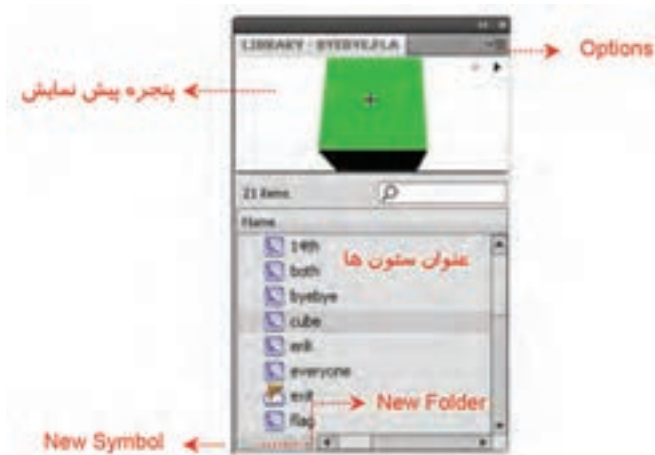 LIBRARY - BYEBYE.FLA
Options
پنجره پیش نمایش
21 items
Name
عنوان ستون ها
14th
both
byebye
cube
erik
everyone
exit
flag
New Folder
New Symbol